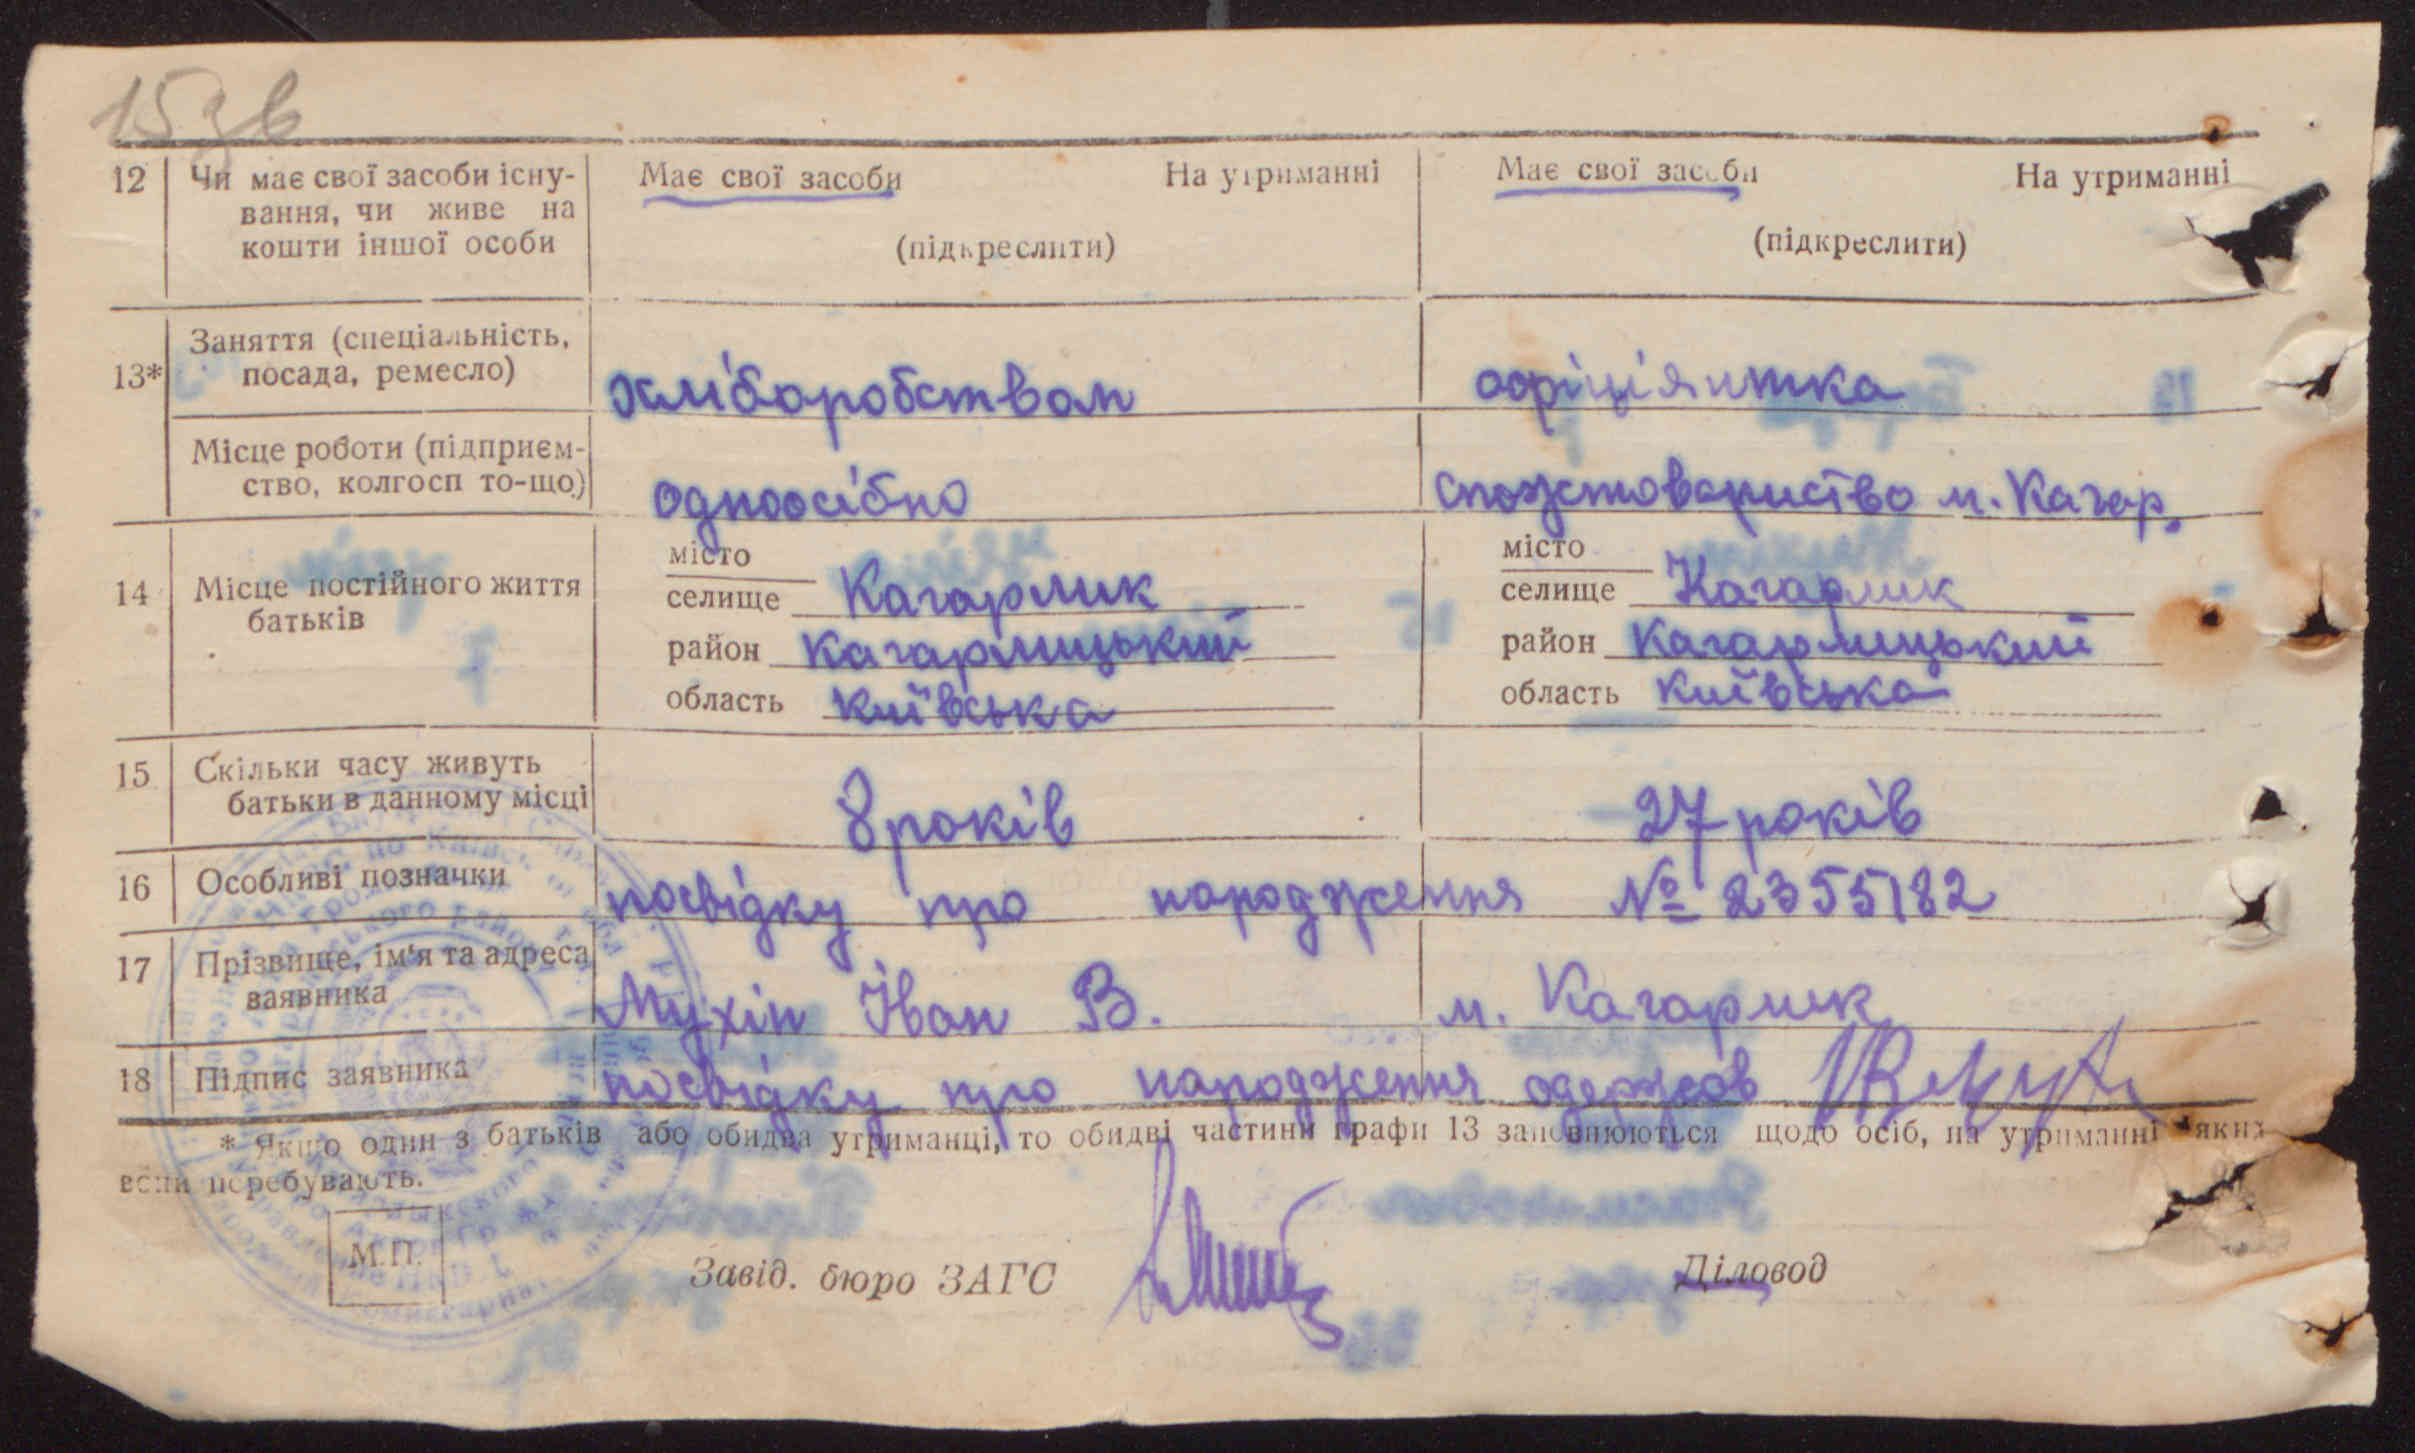 153в
12 Чи має свої засоби існу- Має свої засоби На утриманні Має свої засоби На утриманні
вання, чи живе на
кошти іншої особи (підкреслити) (підкреслити)
Заняття (спеціальність,
13* посада, ремесло) хліборобством офіціянтка
Місце роботи (підприєм-
ство, колгосп то-що) одноосібно спожтовариство м. Кагар.
місто місто
14 Місце постійного життя селище Кагарлик селище Кагарлик
батьків район Кагарлицький район Кагарлицький
область київська область київська
15 Скільки часу живуть
батьки в данному місці 8 років 27 років
16 Особливі позначки посвідку про народження № 2355182
17 Прізвище, ім'я та адреса
заявника Мухін Іван В. м. Кагарлик
18 Підпис заявника посвідку про народження одержав
* Якщо один з батьків або обидва утриманці, то обидві частини графи 13 заповнюються щодо осіб, на утриманні яких
вони перебувають.
М.П. Завід. бюро ЗАГС Діловод